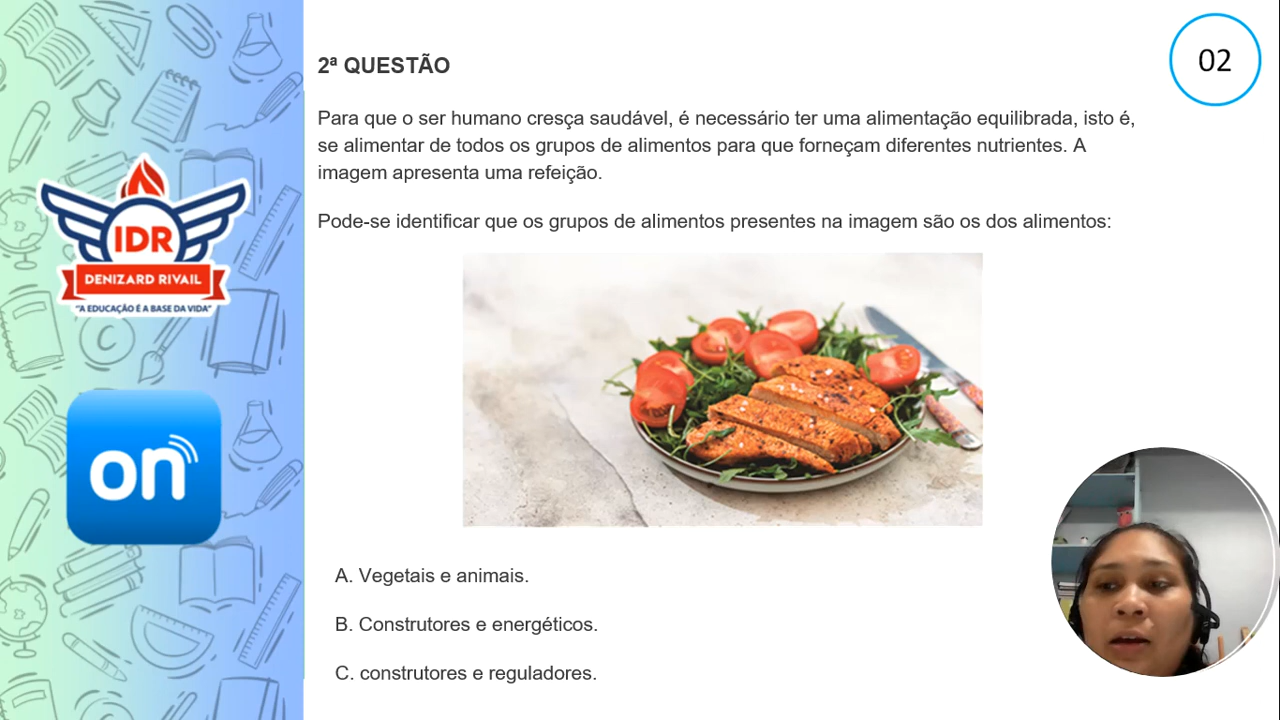 02
2ª QUESTÃO
Para que o ser humano cresça saudável, é necessário ter uma alimentação equilibrada, isto é,
se alimentar de todos os grupos de alimentos para que forneçam diferentes nutrientes. A
imagem apresenta uma refeição.
Pode-se identificar que os grupos de alimentos presentes na imagem são os dos alimentos:
IDR
DENIZARD RIVAIL
"A EDUCAÇÃO É A BASE DA VIDA"
on
A. Vegetais e animais.
B. Construtores e energéticos.
C. construtores e reguladores.